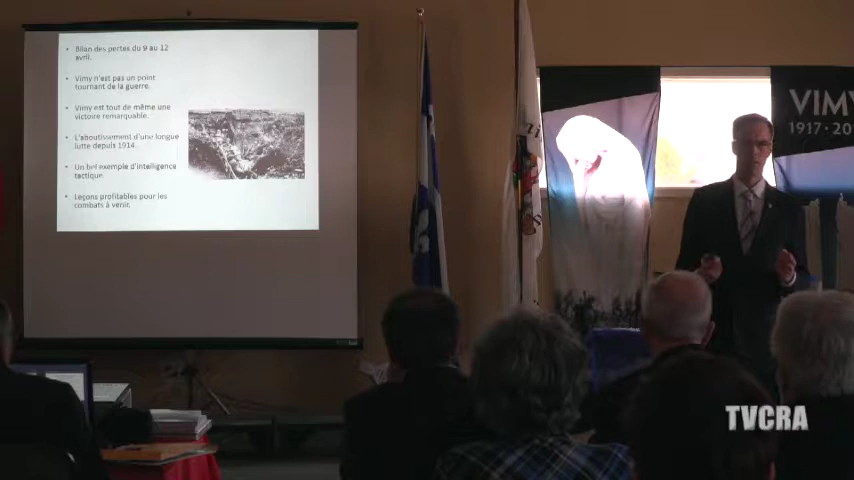 • Bilan des pertes du 9 au 12
avril.
• Vimy n'est pas un point
tournant de la guerre.
• Vimy est tout de même une
victoire remarquable.
• L'aboutissement d'une longue
lutte depuis 1914.
• Un bel exemple d'intelligence
tactique.
• Leçons profitables pour les
combats à venir.
VIMY
1917·20
TVCRA